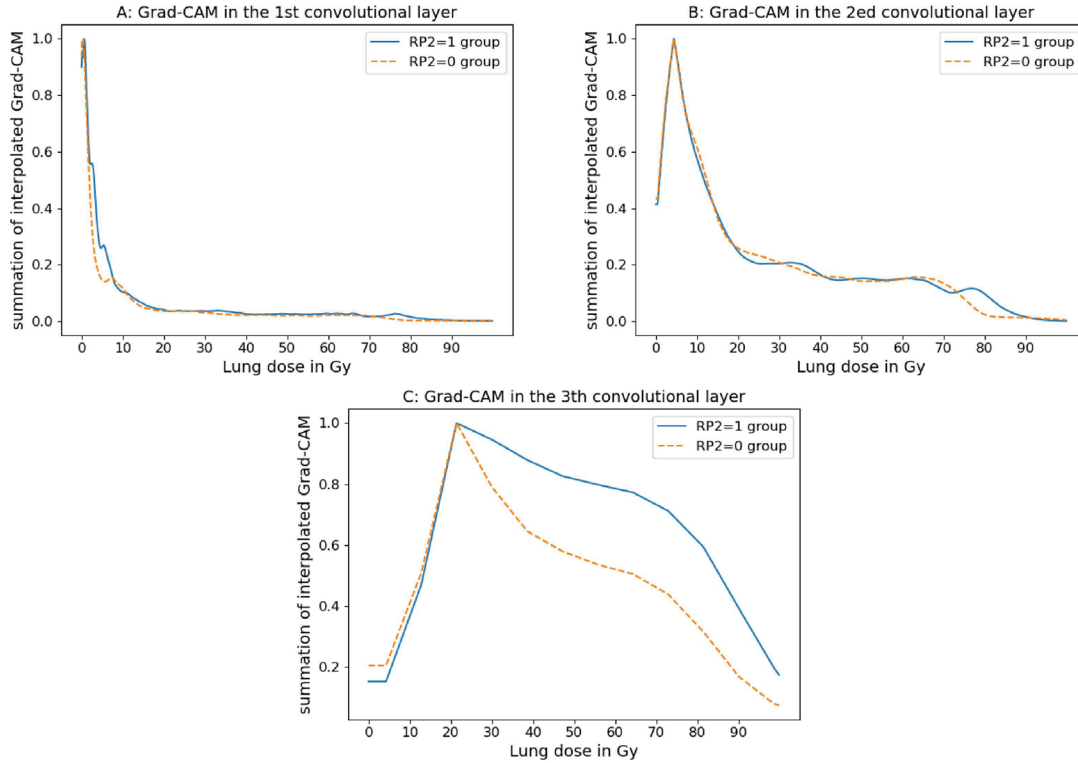 A: Grad-CAM in the 1st convolutional layer
summation of interpolated Grad-CAM
1.0
0.8
0.6
0.4
0.2
0.0
RP2=1 group
RP2=0 group
0 10 20 30 40 50 60 70 80 90
Lung dose in Gy
B: Grad-CAM in the 2ed convolutional layer
summation of interpolated Grad-CAM
1.0
0.8
0.6
0.4
0.2
0.0
RP2=1 group
RP2=0 group
0 10 20 30 40 50 60 70 80 90
Lung dose in Gy
C: Grad-CAM in the 3th convolutional layer
summation of interpolated Grad-CAM
1.0
0.8
0.6
0.4
0.2
RP2=1 group
RP2=0 group
0 10 20 30 40 50 60 70 80 90
Lung dose in Gy